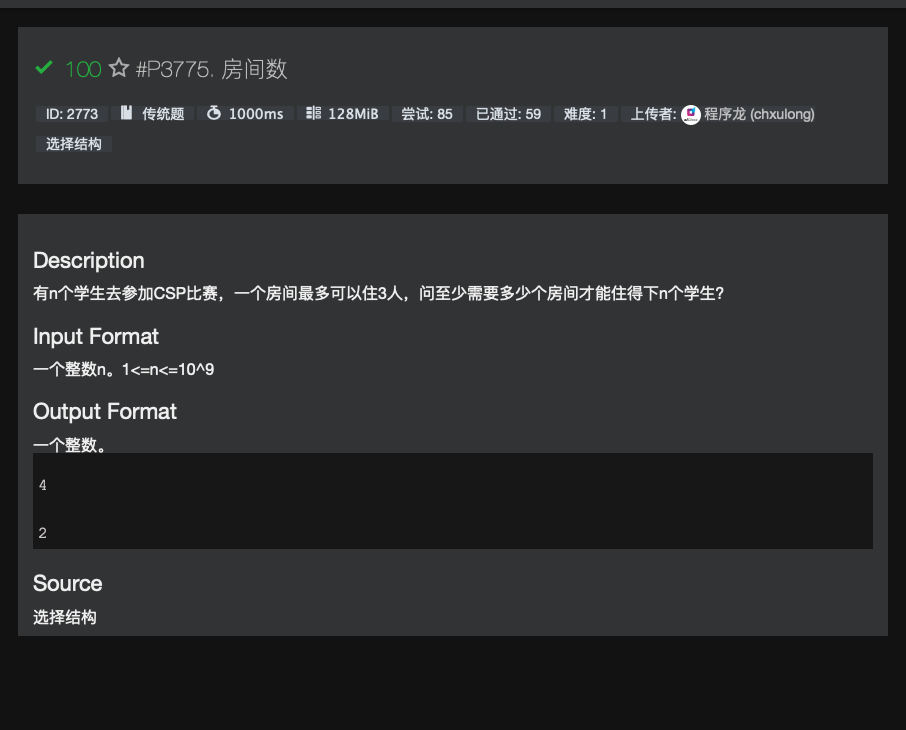 100 #P3775. 房间数
ID: 2773 传统题 1000ms 128MiB 尝试: 85 已通过: 59 难度: 1 上传者: 程序龙 (chxulong)
选择结构
Description
有n个学生去参加CSP比赛，一个房间最多可以住3人，问至少需要多少个房间才能住得下n个学生?
Input Format
一个整数n。1<=n<=10^9
Output Format
一个整数。
4
2
Source
选择结构